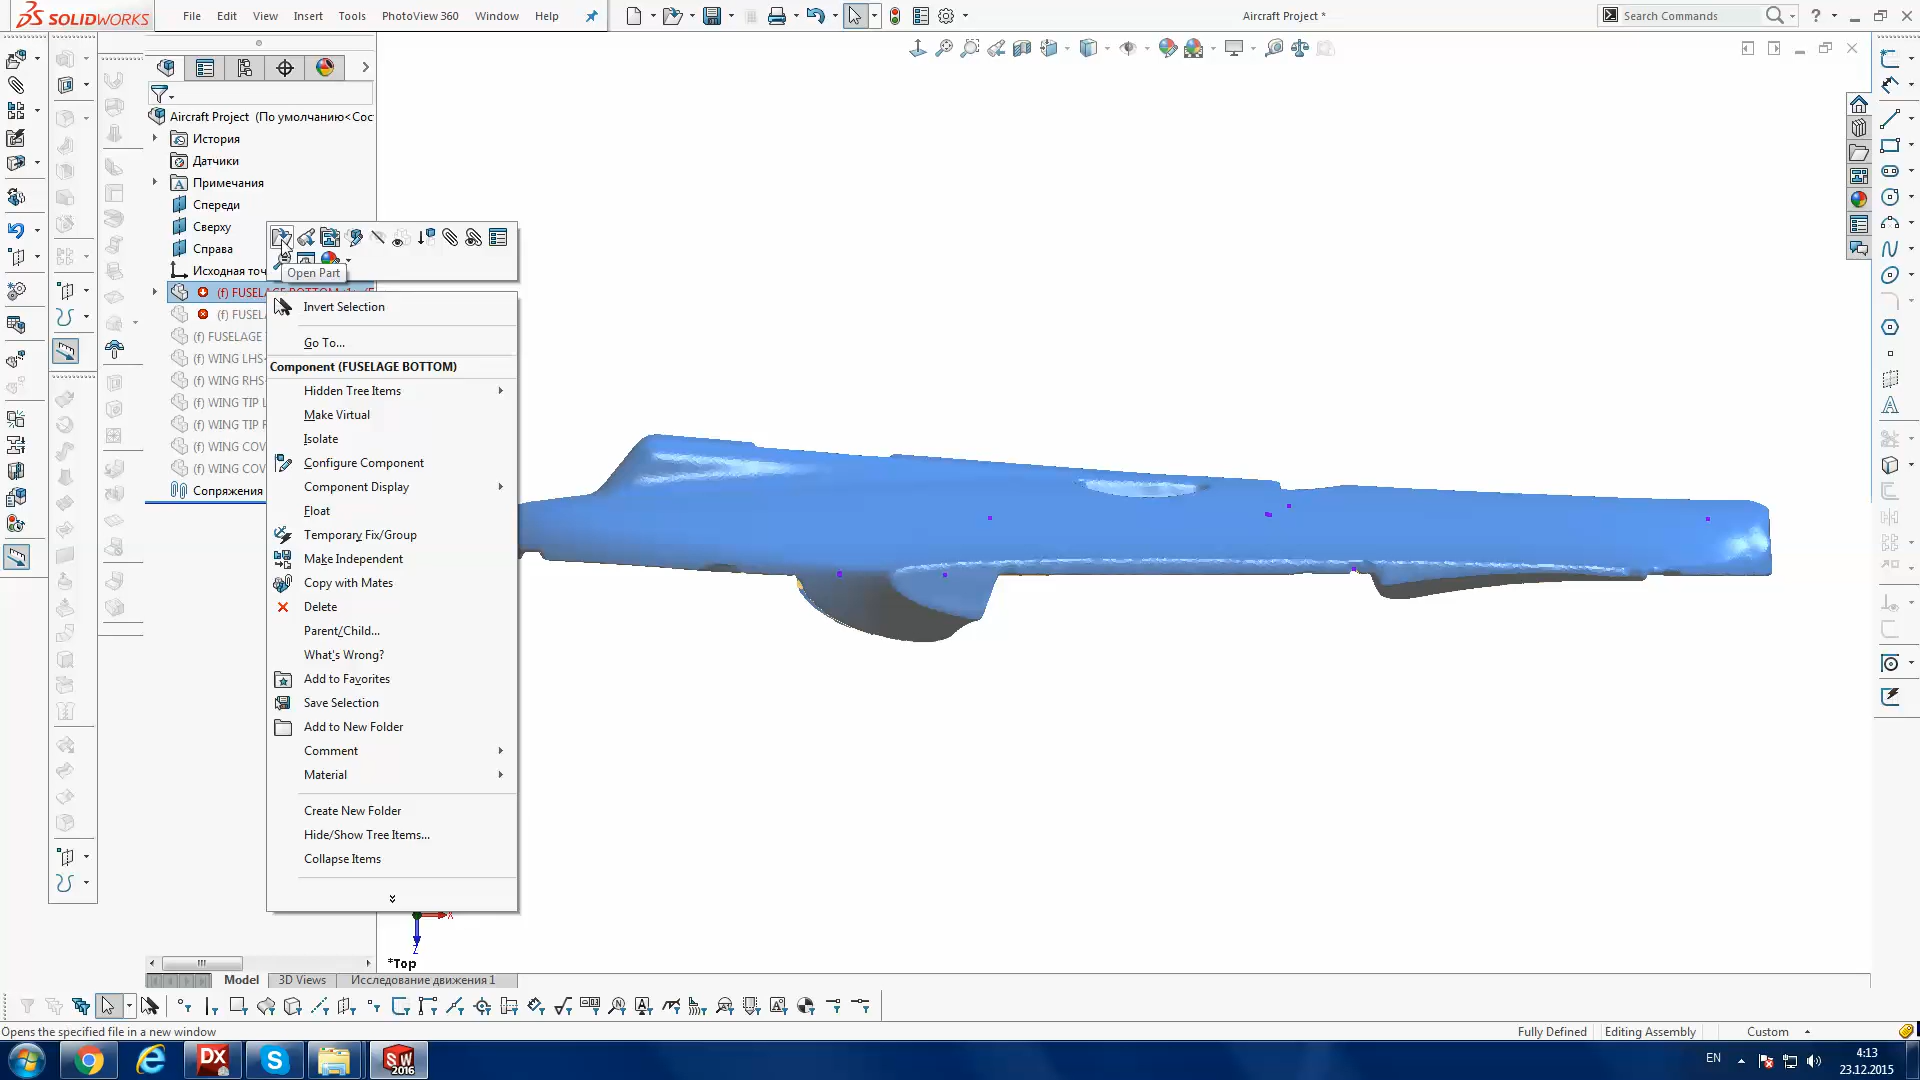 SOLIDWORKS
File Edit View Insert Tools PhotoView 360 Window Help
Aircraft Project *
Search Commands
Aircraft Project (По умолчанию<Сос
История
Датчики
Примечания
Спереди
Сверху
Справа
Исходная точ
(f) FUSELAGE BOTTOM
(f) FUSEL
(f) FUSELAGE
(f) WING LHS
(f) WING RHS
(f) WING TIP L
(f) WING TIP F
(f) WING COV
(f) WING COV
Сопряжения
Open Part
Invert Selection
Go To...
Component (FUSELAGE BOTTOM)
Hidden Tree Items
Make Virtual
Isolate
Configure Component
Component Display
Float
Temporary Fix/Group
Make Independent
Copy with Mates
Delete
Parent/Child...
What's Wrong?
Add to Favorites
Save Selection
Add to New Folder
Comment
Material
Create New Folder
Hide/Show Tree Items...
Collapse Items
X
Z
*Top
Model 3D Views Исследование движения 1
Opens the specified file in a new window
Fully Defined Editing Assembly Custom
DX
SW
2016
EN
4:13
23.12.2015